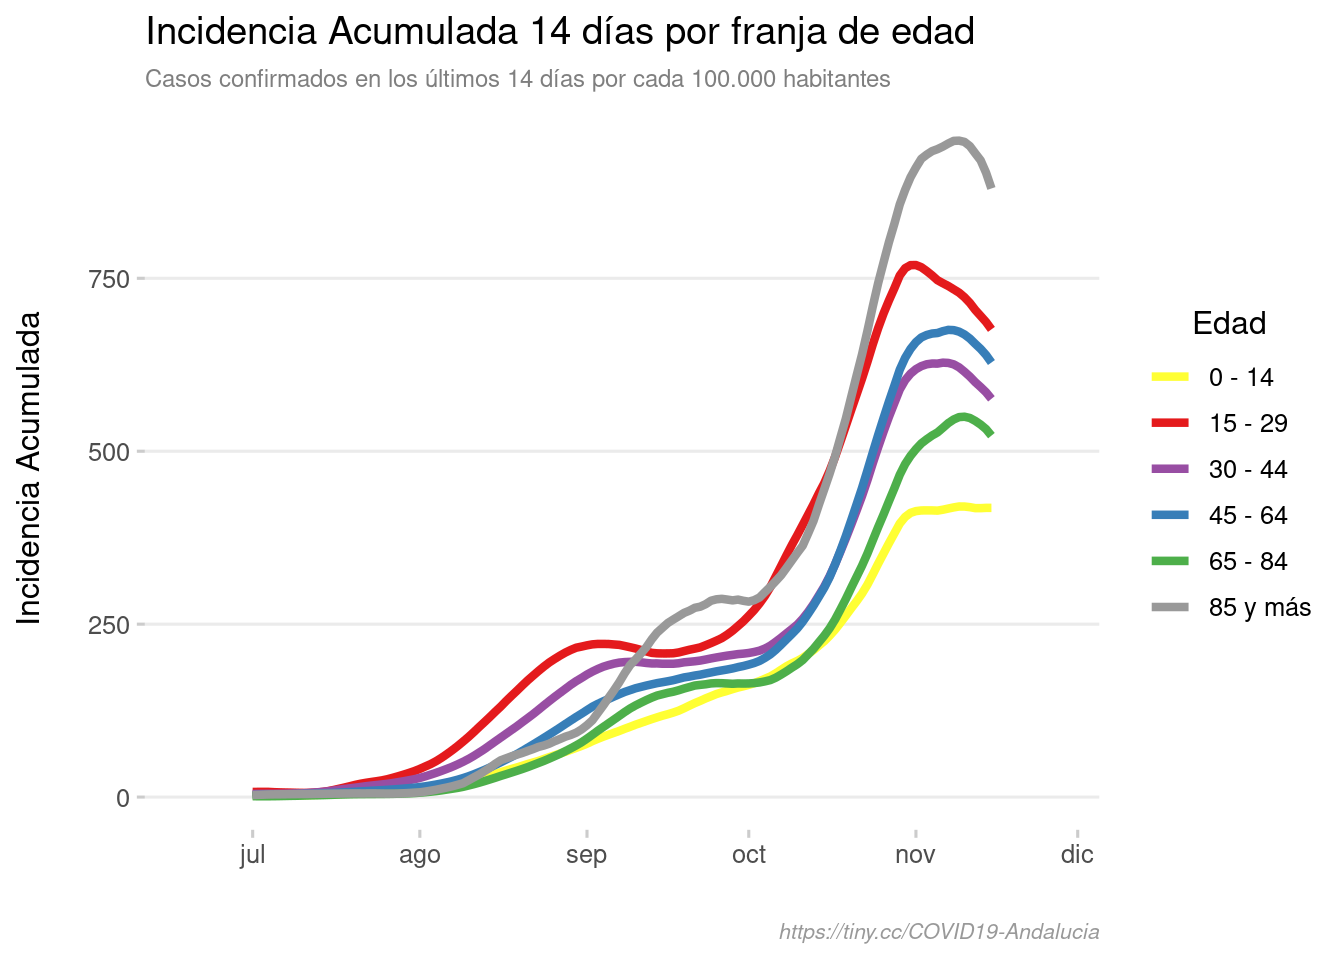 Incidencia Acumulada 14 días por franja de edad
Casos confirmados en los últimos 14 días por cada 100.000 habitantes
Incidencia Acumulada
750
500
250
0
jul
ago
sep
oct
nov
dic
Edad
0 - 14
15 - 29
30 - 44
45 - 64
65 - 84
85 y más
https://tiny.cc/COVID19-Andalucia